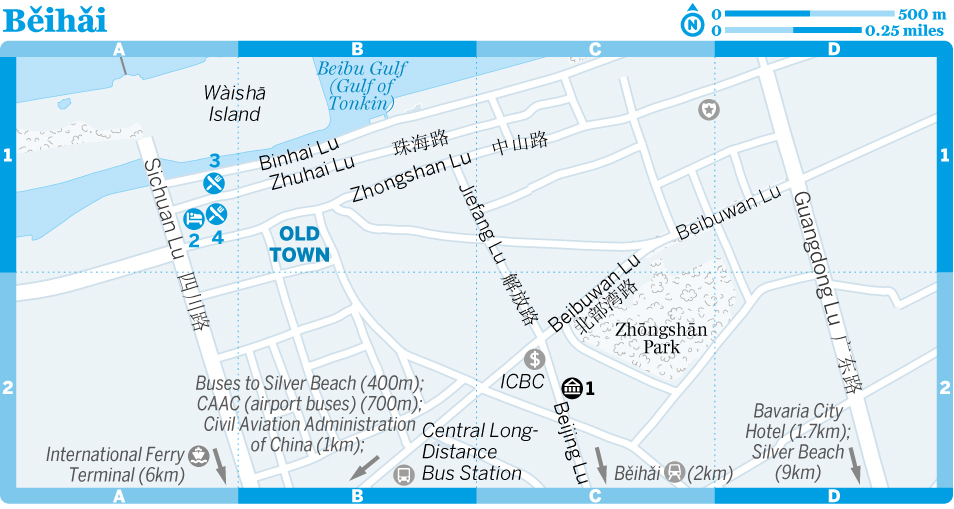 Běihǎi
0 500 m
0 0.25 miles
A B C D
Beibu Gulf
(Gulf of
Tonkin)
Wàishā
Island
1
1
3
Binhai Lu
Zhuhai Lu
珠海路
中山路
Zhongshan Lu
Sichuan Lu
四川路
2
4
OLD
TOWN
Jiefang Lu
解放路
Beibuwan Lu
Beibuwan Lu
北部湾路
Guangdong Lu
广东路
Zhōngshān
Park
2
2
$
ICBC
1
Beijing Lu
Buses to Silver Beach (400m);
CAAC (airport buses) (700m);
Civil Aviation Administration
of China (1km);
Central Long-
Distance
Bus Station
International Ferry
Terminal (6km)
Bēihǎi (2km)
Bavaria City
Hotel (1.7km);
Silver Beach
(9km)
A B C D
N